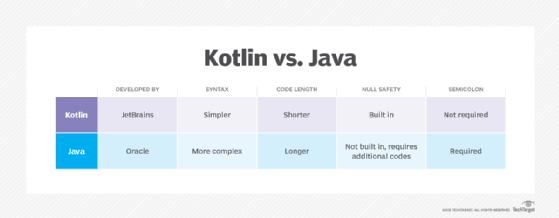 Kotlin vs. Java
DEVELOPED BY SYNTAX CODE LENGTH NULL SAFETY SEMICOLON
Kotlin JetBrains Simpler Shorter Built in Not required
Java Oracle More complex Longer Not built in, requires
additional codes Required
©2022 TECHTARGET. ALL RIGHTS RESERVED TechTarget